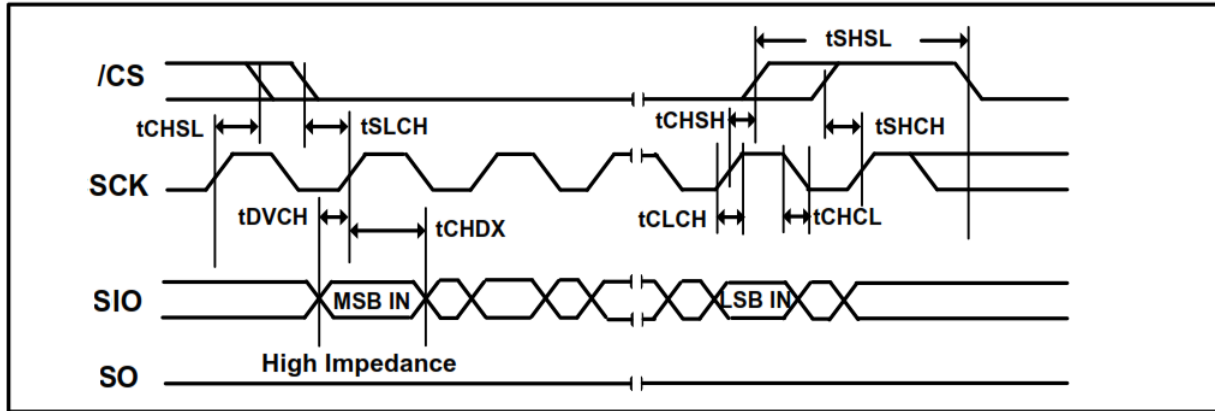 tSHSL
/CS
tCHSL
tSLCH
tCHSH
tSHCH
SCK
tDVCH
tCHDX
tCLCH
tCHCL
SIO
MSB IN
LSB IN
High Impedance
SO